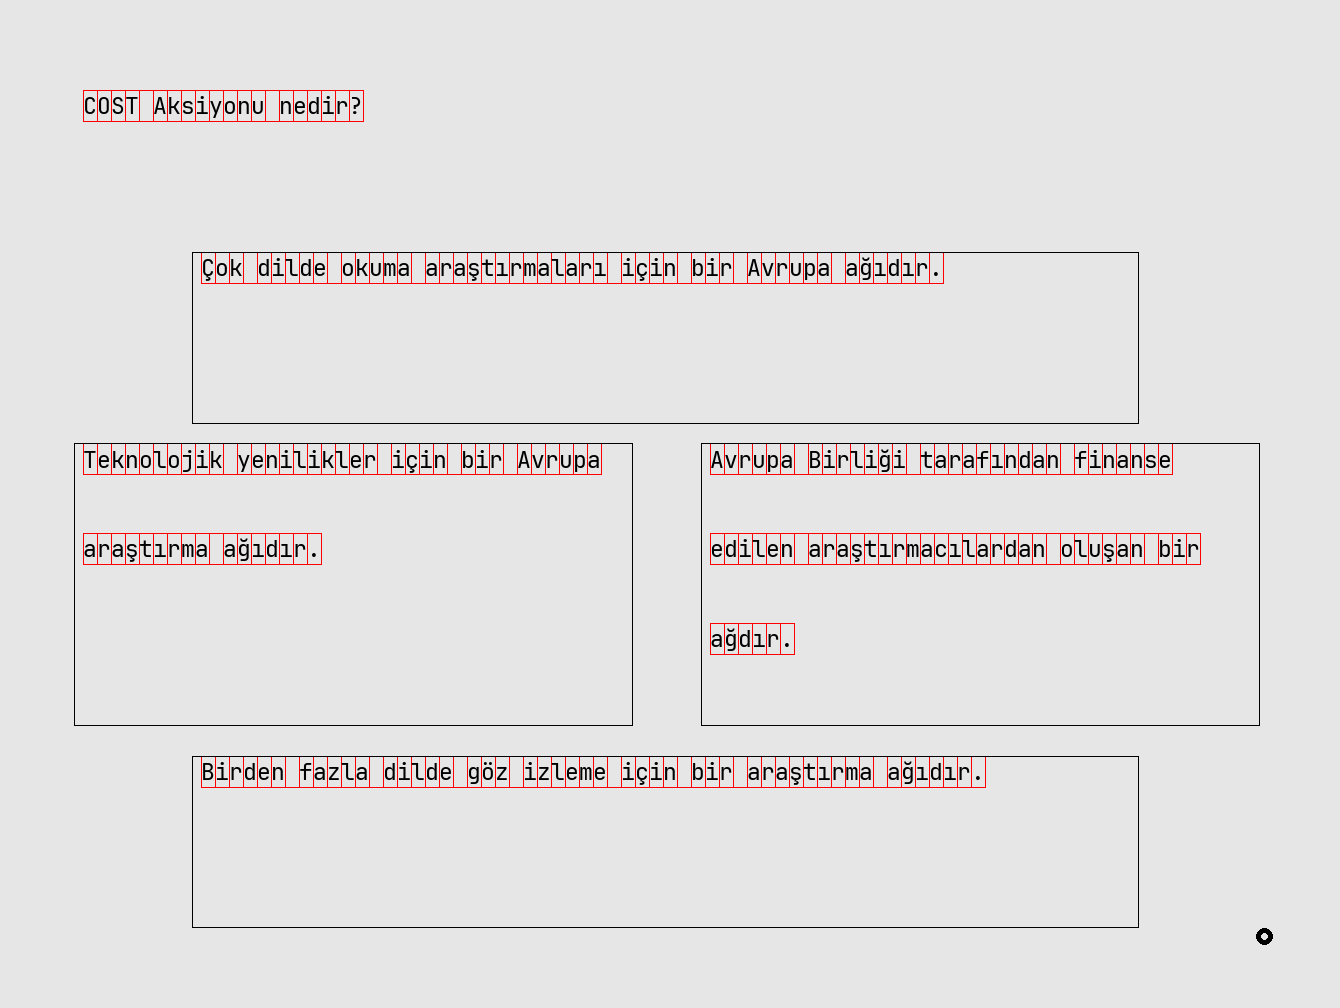 COST Aksiyonu nedir?
Çok dilde okuma araştırmaları için bir Avrupa ağıdır.
Teknolojik yenilikler için bir Avrupa
araştırma ağıdır.
Avrupa Birliği tarafından finanse
edilen araştırmacılardan oluşan bir
ağdır.
Birden fazla dilde göz izleme için bir araştırma ağıdır.